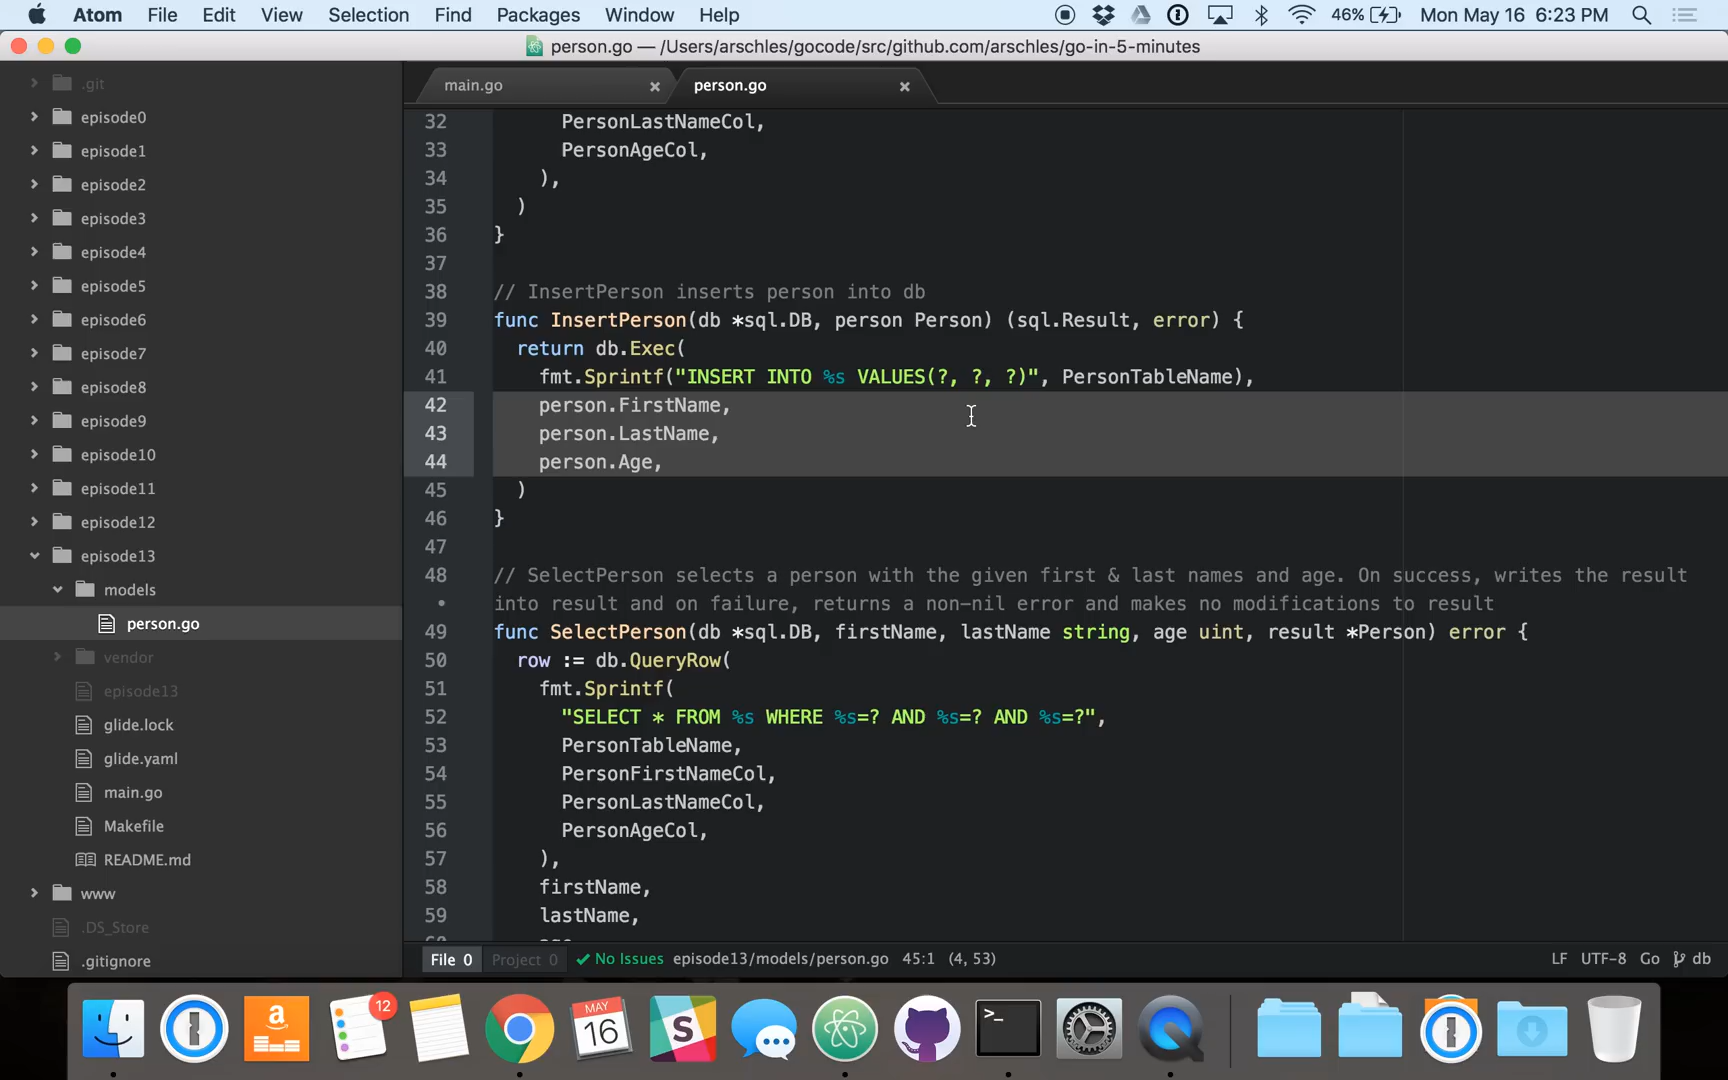 Atom File Edit View Selection Find Packages Window Help 46% Mon May 16 6:23 PM
person.go — /Users/arschles/gocode/src/github.com/arschles/go-in-5-minutes
.git
episode0
episode1
episode2
episode3
episode4
episode5
episode6
episode7
episode8
episode9
episode10
episode11
episode12
episode13
models
person.go
vendor
episode13
glide.lock
glide.yaml
main.go
Makefile
README.md
www
.DS_Store
.gitignore
main.go × person.go ×
32 PersonLastNameCol,
33 PersonAgeCol,
34 ),
35 )
36 }
37
38 // InsertPerson inserts person into db
39 func InsertPerson(db *sql.DB, person Person) (sql.Result, error) {
40 return db.Exec(
41 fmt.Sprintf("INSERT INTO %s VALUES(?, ?, ?)", PersonTableName),
42 person.FirstName,
43 person.LastName,
44 person.Age,
45 )
46 }
47
48 // SelectPerson selects a person with the given first & last names and age. On success, writes the result
• into result and on failure, returns a non-nil error and makes no modifications to result
49 func SelectPerson(db *sql.DB, firstName, lastName string, age uint, result *Person) error {
50 row := db.QueryRow(
51 fmt.Sprintf(
52 "SELECT * FROM %s WHERE %s=? AND %s=? AND %s=?",
53 PersonTableName,
54 PersonFirstNameCol,
55 PersonLastNameCol,
56 PersonAgeCol,
57 ),
58 firstName,
59 lastName,
File 0 Project 0 No Issues episode13/models/person.go 45:1 (4, 53) LF UTF-8 Go db
12
MAY
16